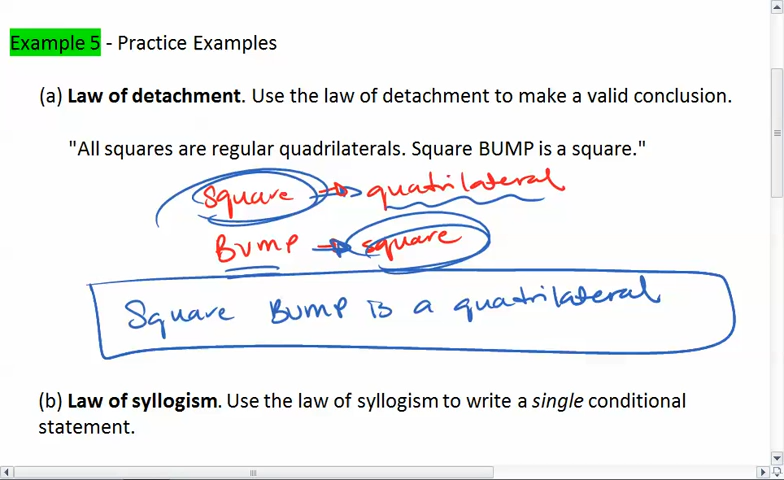 Example 5 - Practice Examples
(a) Law of detachment. Use the law of detachment to make a valid conclusion.
"All squares are regular quadrilaterals. Square BUMP is a square."
Square → quatrilateral
BUMP → square
Square BUMP is a quatrilateral
(b) Law of syllogism. Use the law of syllogism to write a single conditional
statement.